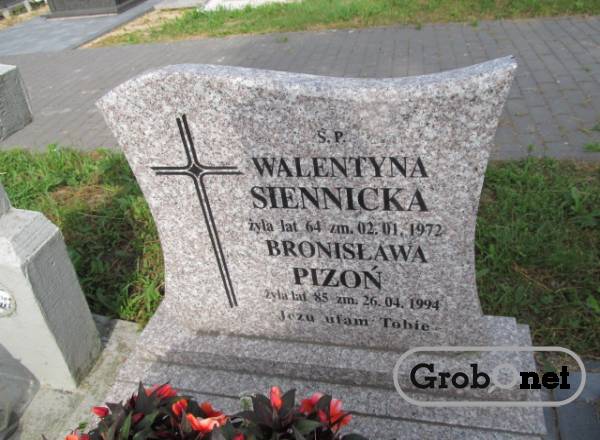 Ś.P.
WALENTYNA
SIENNICKA
żyła lat 64 zm. 02.01.1972
BRONISŁAWA
PIZOŃ
żyła lat 85 zm. 26.04.1994
Jezu ufam Tobie
Grobonet